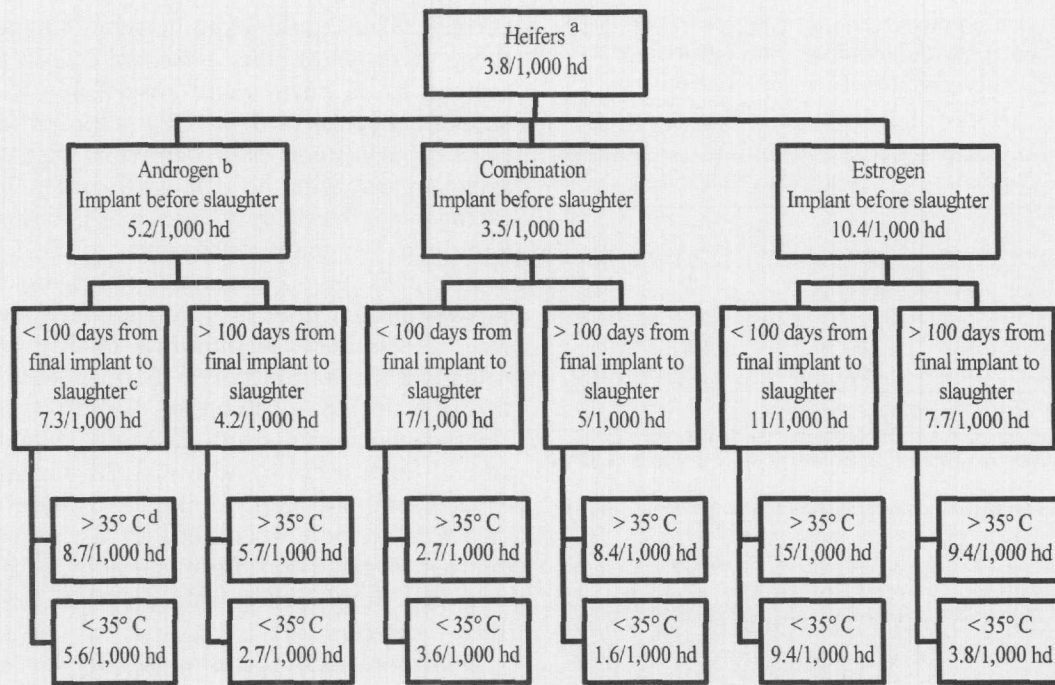 Heifers a
3.8/1,000 hd
Androgen b
Implant before slaughter
5.2/1,000 hd
Combination
Implant before slaughter
3.5/1,000 hd
Estrogen
Implant before slaughter
10.4/1,000 hd
< 100 days from
final implant to
slaughter c
7.3/1,000 hd
> 100 days from
final implant to
slaughter
4.2/1,000 hd
< 100 days from
final implant to
slaughter
17/1,000 hd
> 100 days from
final implant to
slaughter
5/1,000 hd
< 100 days from
final implant to
slaughter
11/1,000 hd
> 100 days from
final implant to
slaughter
7.7/1,000 hd
> 35° C d
8.7/1,000 hd
> 35° C
5.7/1,000 hd
> 35° C
2.7/1,000 hd
> 35° C
8.4/1,000 hd
> 35° C
15/1,000 hd
> 35° C
9.4/1,000 hd
< 35° C
5.6/1,000 hd
< 35° C
2.7/1,000 hd
< 35° C
3.6/1,000 hd
< 35° C
1.6/1,000 hd
< 35° C
9.4/1,000 hd
< 35° C
3.8/1,000 hd